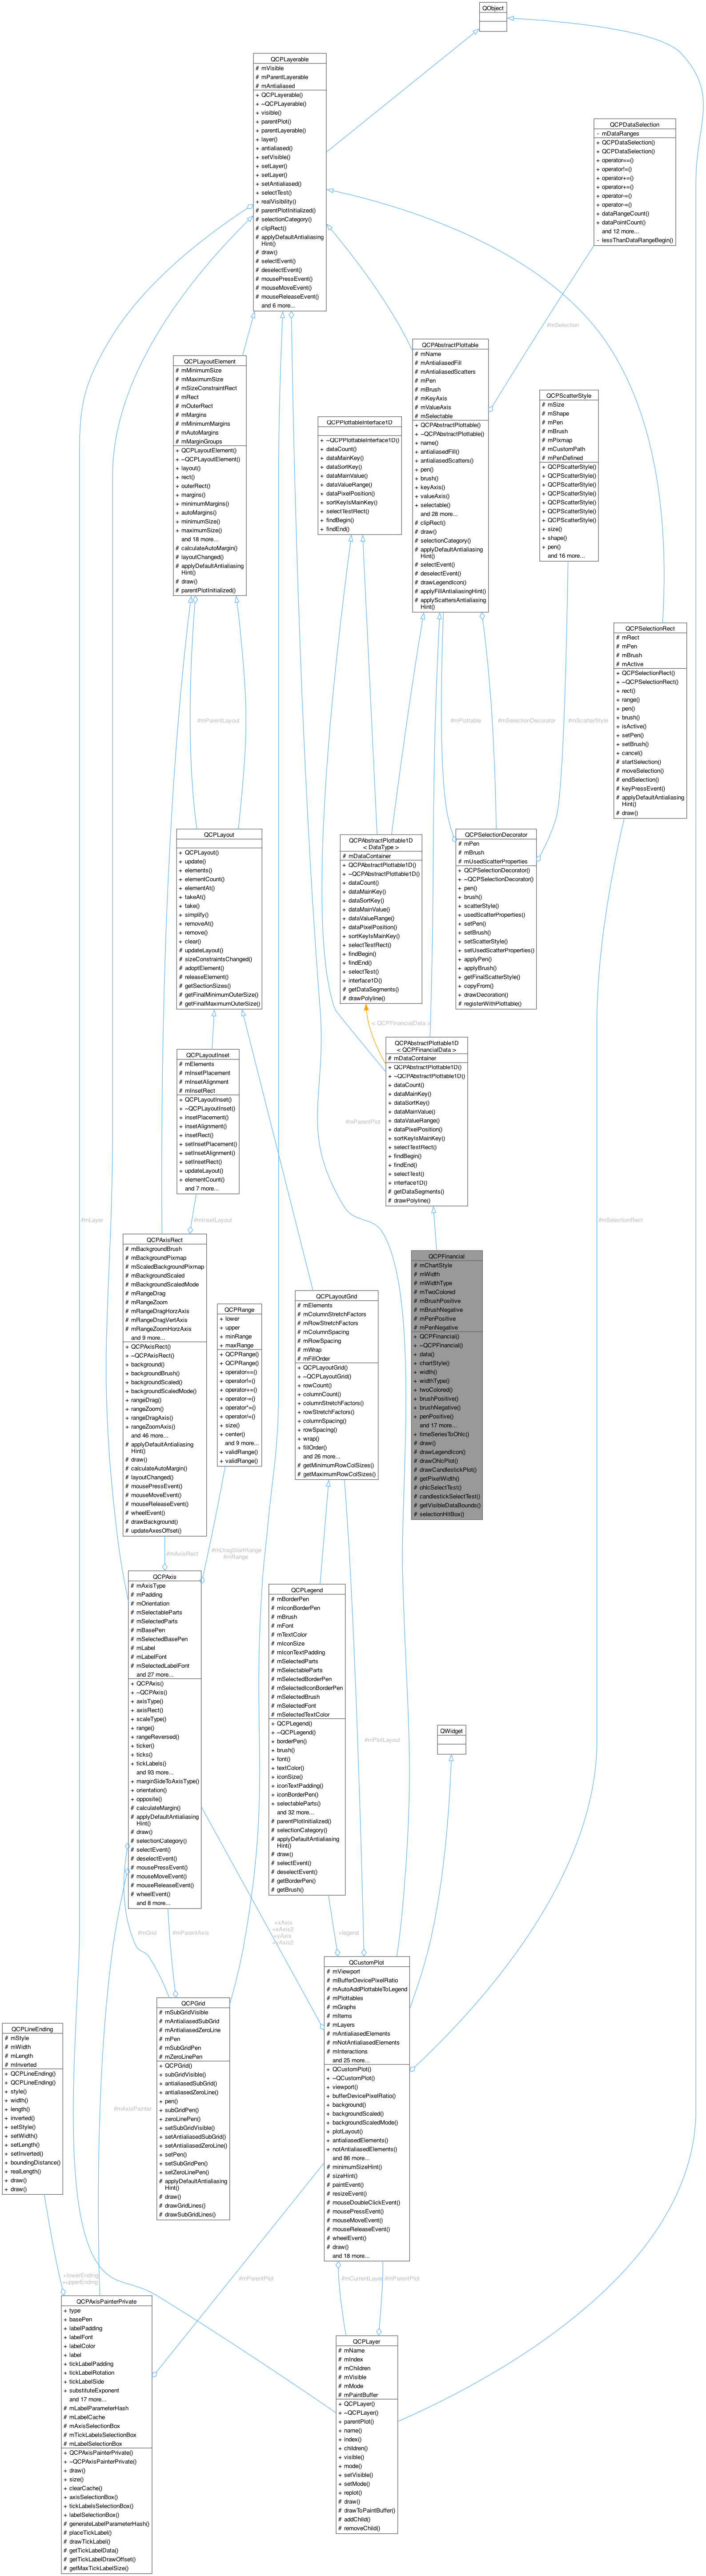 QObject
QCPLayerable
# mVisible
# mParentLayerable
# mAntialiased
+ QCPLayerable()
+ ~QCPLayerable()
+ visible()
+ parentPlot()
+ parentLayerable()
+ layer()
+ antialiased()
+ setVisible()
+ setLayer()
+ setLayer()
+ setAntialiased()
+ selectTest()
+ realVisibility()
# parentPlotInitialized()
# selectionCategory()
# clipRect()
# applyDefaultAntialiasing
Hint()
# draw()
# selectEvent()
# deselectEvent()
# mousePressEvent()
# mouseMoveEvent()
# mouseReleaseEvent()
and 6 more...
QCPDataSelection
- mDataRanges
+ QCPDataSelection()
+ QCPDataSelection()
+ operator==()
+ operator!=()
+ operator+=()
+ operator+=()
+ operator-=()
+ operator-=()
+ dataRangeCount()
+ dataPointCount()
and 12 more...
- lessThanDataRangeBegin()
#mSelection
QCPLayoutElement
# mMinimumSize
# mMaximumSize
# mSizeConstraintRect
# mRect
# mOuterRect
# mMargins
# mMinimumMargins
# mAutoMargins
# mMarginGroups
+ QCPLayoutElement()
+ ~QCPLayoutElement()
+ layout()
+ rect()
+ outerRect()
+ margins()
+ minimumMargins()
+ autoMargins()
+ minimumSize()
+ maximumSize()
and 18 more...
# calculateAutoMargin()
# layoutChanged()
# applyDefaultAntialiasing
Hint()
# draw()
# parentPlotInitialized()
QCPPlottableInterface1D
+ ~QCPPlottableInterface1D()
+ dataCount()
+ dataMainKey()
+ dataSortKey()
+ dataMainValue()
+ dataValueRange()
+ dataPixelPosition()
+ sortKeyIsMainKey()
+ selectTestRect()
+ findBegin()
+ findEnd()
QCPAbstractPlottable
# mName
# mAntialiasedFill
# mAntialiasedScatters
# mPen
# mBrush
# mKeyAxis
# mValueAxis
# mSelectable
+ QCPAbstractPlottable()
+ ~QCPAbstractPlottable()
+ name()
+ antialiasedFill()
+ antialiasedScatters()
+ pen()
+ brush()
+ keyAxis()
+ valueAxis()
+ selectable()
and 28 more...
# clipRect()
# draw()
# selectionCategory()
# applyDefaultAntialiasing
Hint()
# selectEvent()
# deselectEvent()
# drawLegendIcon()
# applyFillAntialiasingHint()
# applyScattersAntialiasing
Hint()
QCPScatterStyle
# mSize
# mShape
# mPen
# mBrush
# mPixmap
# mCustomPath
# mPenDefined
+ QCPScatterStyle()
+ QCPScatterStyle()
+ QCPScatterStyle()
+ QCPScatterStyle()
+ QCPScatterStyle()
+ QCPScatterStyle()
+ QCPScatterStyle()
+ size()
+ shape()
+ pen()
and 16 more...
QCPSelectionRect
# mRect
# mPen
# mBrush
# mActive
+ QCPSelectionRect()
+ ~QCPSelectionRect()
+ rect()
+ range()
+ pen()
+ brush()
+ isActive()
+ setPen()
+ setBrush()
+ cancel()
# startSelection()
# moveSelection()
# endSelection()
# keyPressEvent()
# applyDefaultAntialiasing
Hint()
# draw()
#mParentLayout
#mPlottable
#mSelectionDecorator
#mScatterStyle
QCPLayout
+ QCPLayout()
+ update()
+ elements()
+ elementCount()
+ elementAt()
+ takeAt()
+ take()
+ simplify()
+ removeAt()
+ remove()
+ clear()
# updateLayout()
# sizeConstraintsChanged()
# adoptElement()
# releaseElement()
# getSectionSizes()
# getFinalMinimumOuterSize()
# getFinalMaximumOuterSize()
QCPAbstractPlottable1D
< DataType >
# mDataContainer
+ QCPAbstractPlottable1D()
+ ~QCPAbstractPlottable1D()
+ dataCount()
+ dataMainKey()
+ dataSortKey()
+ dataMainValue()
+ dataValueRange()
+ dataPixelPosition()
+ sortKeyIsMainKey()
+ selectTestRect()
+ findBegin()
+ findEnd()
+ selectTest()
+ interface1D()
# getDataSegments()
# drawPolyline()
QCPSelectionDecorator
# mPen
# mBrush
# mUsedScatterProperties
+ QCPSelectionDecorator()
+ ~QCPSelectionDecorator()
+ pen()
+ brush()
+ scatterStyle()
+ usedScatterProperties()
+ setPen()
+ setBrush()
+ setScatterStyle()
+ setUsedScatterProperties()
+ applyPen()
+ applyBrush()
+ getFinalScatterStyle()
+ copyFrom()
+ drawDecoration()
# registerWithPlottable()
< QCPFinancialData >
QCPLayoutInset
# mElements
# mInsetPlacement
# mInsetAlignment
# mInsetRect
+ QCPLayoutInset()
+ ~QCPLayoutInset()
+ insetPlacement()
+ insetAlignment()
+ insetRect()
+ setInsetPlacement()
+ setInsetAlignment()
+ setInsetRect()
+ updateLayout()
+ elementCount()
and 7 more...
QCPAbstractPlottable1D
< QCPFinancialData >
# mDataContainer
+ QCPAbstractPlottable1D()
+ ~QCPAbstractPlottable1D()
+ dataCount()
+ dataMainKey()
+ dataSortKey()
+ dataMainValue()
+ dataValueRange()
+ dataPixelPosition()
+ sortKeyIsMainKey()
+ selectTestRect()
+ findBegin()
+ findEnd()
+ selectTest()
+ interface1D()
# getDataSegments()
# drawPolyline()
#mParentPlot
#mLayer
#mInsetLayout
#mSelectionRect
QCPAxisRect
# mBackgroundBrush
# mBackgroundPixmap
# mScaledBackgroundPixmap
# mBackgroundScaled
# mBackgroundScaledMode
# mRangeDrag
# mRangeZoom
# mRangeDragHorzAxis
# mRangeDragVertAxis
# mRangeZoomHorzAxis
and 9 more...
+ QCPAxisRect()
+ ~QCPAxisRect()
+ background()
+ backgroundBrush()
+ backgroundScaled()
+ backgroundScaledMode()
+ rangeDrag()
+ rangeZoom()
+ rangeDragAxis()
+ rangeZoomAxis()
and 46 more...
# applyDefaultAntialiasing
Hint()
# draw()
# calculateAutoMargin()
# layoutChanged()
# mousePressEvent()
# mouseMoveEvent()
# mouseReleaseEvent()
# wheelEvent()
# drawBackground()
# updateAxesOffset()
QCPRange
+ lower
+ upper
+ minRange
+ maxRange
+ QCPRange()
+ QCPRange()
+ operator==()
+ operator!=()
+ operator+=()
+ operator-=()
+ operator*=()
+ operator/=()
+ size()
+ center()
and 9 more...
+ validRange()
+ validRange()
QCPLayoutGrid
# mElements
# mColumnStretchFactors
# mRowStretchFactors
# mColumnSpacing
# mRowSpacing
# mWrap
# mFillOrder
+ QCPLayoutGrid()
+ ~QCPLayoutGrid()
+ rowCount()
+ columnCount()
+ columnStretchFactors()
+ rowStretchFactors()
+ columnSpacing()
+ rowSpacing()
+ wrap()
+ fillOrder()
and 26 more...
# getMinimumRowColSizes()
# getMaximumRowColSizes()
QCPFinancial
# mChartStyle
# mWidth
# mWidthType
# mTwoColored
# mBrushPositive
# mBrushNegative
# mPenPositive
# mPenNegative
+ QCPFinancial()
+ ~QCPFinancial()
+ data()
+ chartStyle()
+ width()
+ widthType()
+ twoColored()
+ brushPositive()
+ brushNegative()
+ penPositive()
and 17 more...
+ timeSeriesToOhlc()
# draw()
# drawLegendIcon()
# drawOhlcPlot()
# drawCandlestickPlot()
# getPixelWidth()
# ohlcSelectTest()
# candlestickSelectTest()
# getVisibleDataBounds()
# selectionHitBox()
#mAxisRect
#mDragStartRange
#mRange
QCPAxis
# mAxisType
# mPadding
# mOrientation
# mSelectableParts
# mSelectedParts
# mBasePen
# mSelectedBasePen
# mLabel
# mLabelFont
# mSelectedLabelFont
and 27 more...
+ QCPAxis()
+ ~QCPAxis()
+ axisType()
+ axisRect()
+ scaleType()
+ range()
+ rangeReversed()
+ ticker()
+ ticks()
+ tickLabels()
and 93 more...
+ marginSideToAxisType()
+ orientation()
+ opposite()
# calculateMargin()
# applyDefaultAntialiasing
Hint()
# draw()
# selectionCategory()
# selectEvent()
# deselectEvent()
# mousePressEvent()
# mouseMoveEvent()
# mouseReleaseEvent()
# wheelEvent()
and 8 more...
QCPLegend
# mBorderPen
# mIconBorderPen
# mBrush
# mFont
# mTextColor
# mIconSize
# mIconTextPadding
# mSelectedParts
# mSelectableParts
# mSelectedBorderPen
# mSelectedIconBorderPen
# mSelectedBrush
# mSelectedFont
# mSelectedTextColor
+ QCPLegend()
+ ~QCPLegend()
+ borderPen()
+ brush()
+ font()
+ textColor()
+ iconSize()
+ iconTextPadding()
+ iconBorderPen()
+ selectableParts()
and 32 more...
# parentPlotInitialized()
# selectionCategory()
# applyDefaultAntialiasing
Hint()
# draw()
# selectEvent()
# deselectEvent()
# getBorderPen()
# getBrush()
#mPlotLayout
QWidget
#mGrid
#mParentAxis
+xAxis
+xAxis2
+yAxis
+yAxis2
+legend
QCustomPlot
# mViewport
# mBufferDevicePixelRatio
# mAutoAddPlottableToLegend
# mPlottables
# mGraphs
# mItems
# mLayers
# mAntialiasedElements
# mNotAntialiasedElements
# mInteractions
and 25 more...
+ QCustomPlot()
+ ~QCustomPlot()
+ viewport()
+ bufferDevicePixelRatio()
+ background()
+ backgroundScaled()
+ backgroundScaledMode()
+ plotLayout()
+ antialiasedElements()
+ notAntialiasedElements()
and 86 more...
# minimumSizeHint()
# sizeHint()
# paintEvent()
# resizeEvent()
# mouseDoubleClickEvent()
# mousePressEvent()
# mouseMoveEvent()
# mouseReleaseEvent()
# wheelEvent()
# draw()
and 18 more...
QCPGrid
# mSubGridVisible
# mAntialiasedSubGrid
# mAntialiasedZeroLine
# mPen
# mSubGridPen
# mZeroLinePen
+ QCPGrid()
+ subGridVisible()
+ antialiasedSubGrid()
+ antialiasedZeroLine()
+ pen()
+ subGridPen()
+ zeroLinePen()
+ setSubGridVisible()
+ setAntialiasedSubGrid()
+ setAntialiasedZeroLine()
+ setPen()
+ setSubGridPen()
+ setZeroLinePen()
# applyDefaultAntialiasing
Hint()
# draw()
# drawGridLines()
# drawSubGridLines()
QCPLineEnding
# mStyle
# mWidth
# mLength
# mInverted
+ QCPLineEnding()
+ QCPLineEnding()
+ style()
+ width()
+ length()
+ inverted()
+ setStyle()
+ setWidth()
+ setLength()
+ setInverted()
+ boundingDistance()
+ realLength()
+ draw()
+ draw()
#mAxisPainter
+lowerEnding
+upperEnding
#mParentPlot
#mCurrentLayer
#mParentPlot
QCPAxisPainterPrivate
+ type
+ basePen
+ labelPadding
+ labelFont
+ labelColor
+ label
+ tickLabelPadding
+ tickLabelRotation
+ tickLabelSide
+ substituteExponent
and 17 more...
# mLabelParameterHash
# mLabelCache
# mAxisSelectionBox
# mTickLabelsSelectionBox
# mLabelSelectionBox
+ QCPAxisPainterPrivate()
+ ~QCPAxisPainterPrivate()
+ draw()
+ size()
+ clearCache()
+ axisSelectionBox()
+ tickLabelsSelectionBox()
+ labelSelectionBox()
# generateLabelParameterHash()
# placeTickLabel()
# drawTickLabel()
# getTickLabelData()
# getTickLabelDrawOffset()
# getMaxTickLabelSize()
QCPLayer
# mName
# mIndex
# mChildren
# mVisible
# mMode
# mPaintBuffer
+ QCPLayer()
+ ~QCPLayer()
+ parentPlot()
+ name()
+ index()
+ children()
+ visible()
+ mode()
+ setVisible()
+ setMode()
+ replot()
# draw()
# drawToPaintBuffer()
# addChild()
# removeChild()